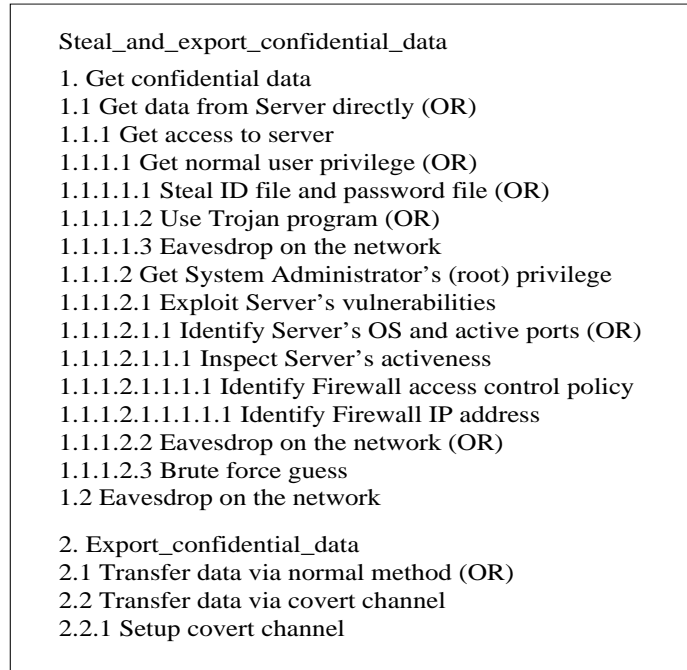 Steal_and_export_confidential_data
1. Get confidential data
1.1 Get data from Server directly (OR)
1.1.1 Get access to server
1.1.1.1 Get normal user privilege (OR)
1.1.1.1.1 Steal ID file and password file (OR)
1.1.1.1.2 Use Trojan program (OR)
1.1.1.1.3 Eavesdrop on the network
1.1.1.2 Get System Administrator's (root) privilege
1.1.1.2.1 Exploit Server's vulnerabilities
1.1.1.2.1.1 Identify Server's OS and active ports (OR)
1.1.1.2.1.1.1 Inspect Server's activeness
1.1.1.2.1.1.1.1 Identify Firewall access control policy
1.1.1.2.1.1.1.1.1 Identify Firewall IP address
1.1.1.2.2 Eavesdrop on the network (OR)
1.1.1.2.3 Brute force guess
1.2 Eavesdrop on the network
2. Export_confidential_data
2.1 Transfer data via normal method (OR)
2.2 Transfer data via covert channel
2.2.1 Setup covert channel